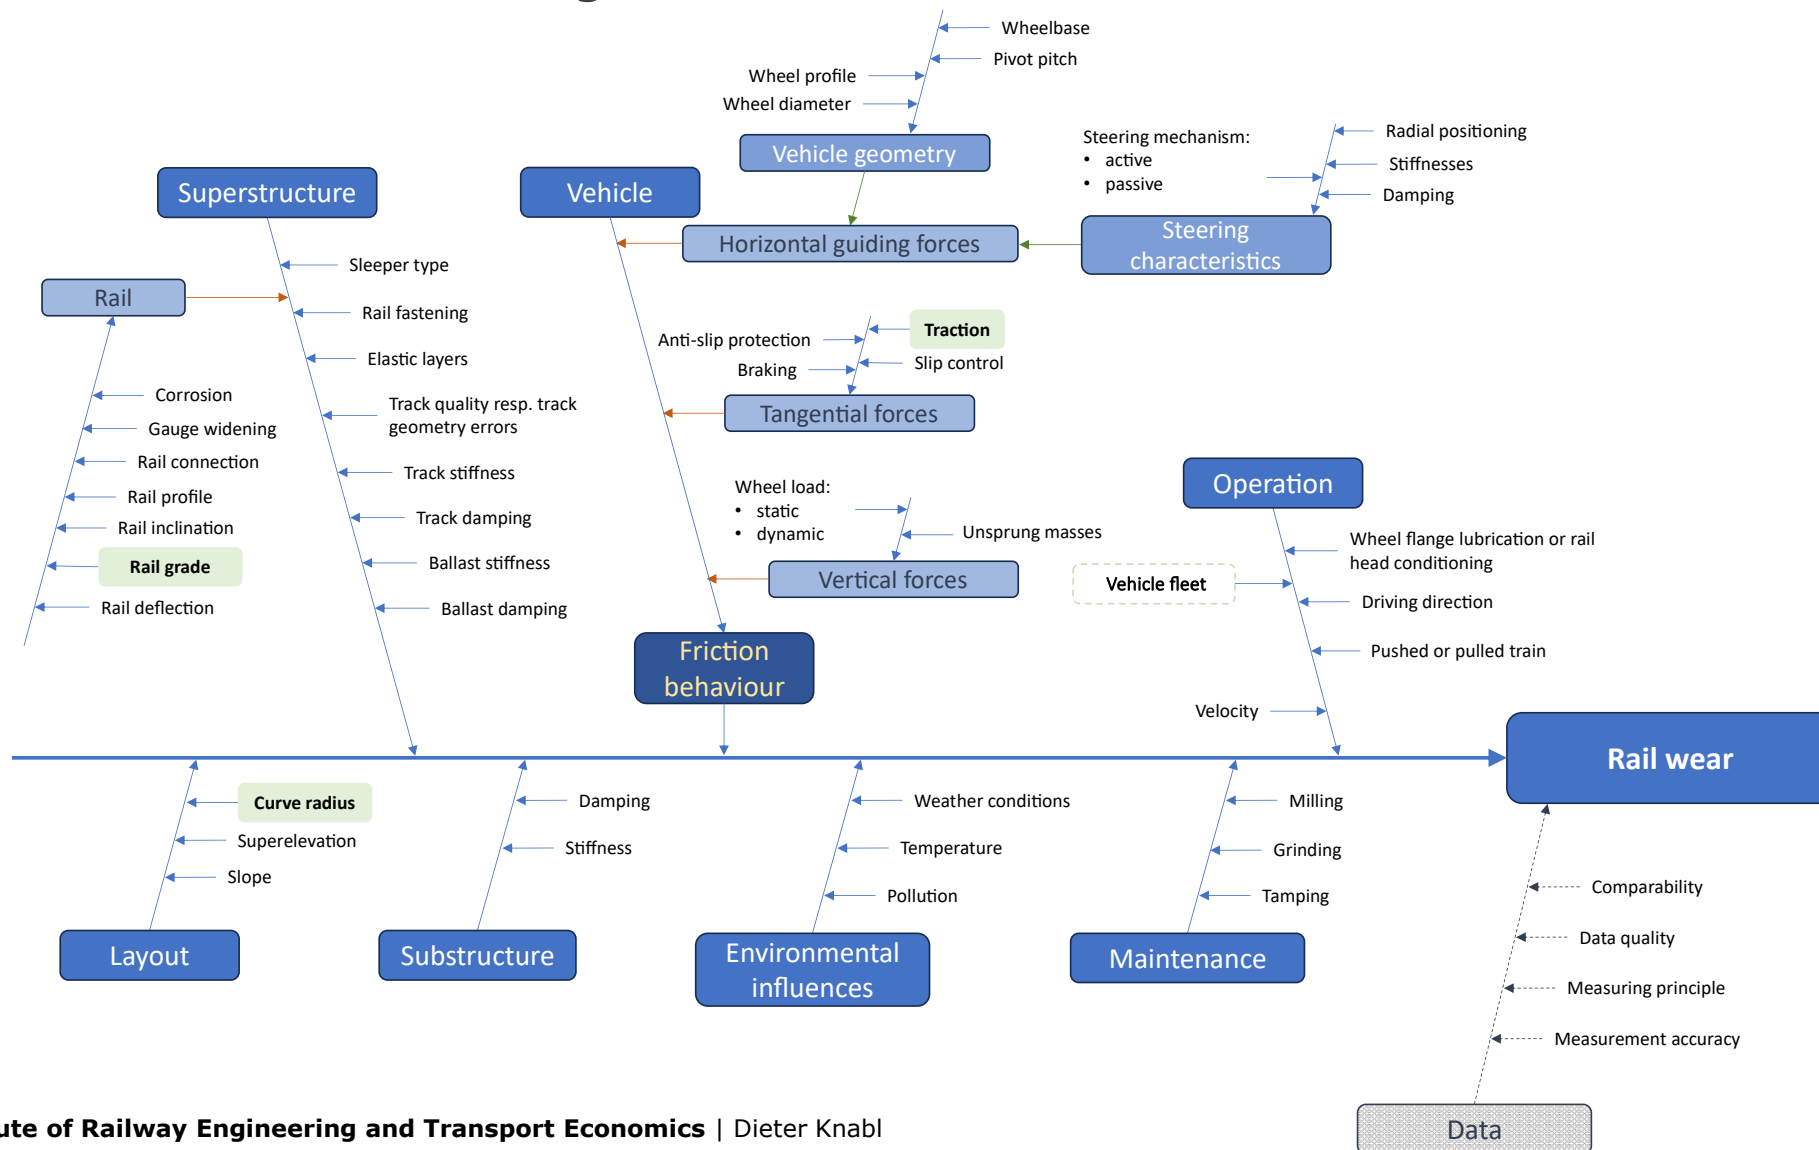 Wheelbase
Pivot pitch
Wheel profile
Wheel diameter
Vehicle geometry
Steering mechanism:
• active
• passive
Radial positioning
Stiffnesses
Damping
Superstructure
Vehicle
Horizontal guiding forces
Steering
characteristics
Sleeper type
Rail
Rail fastening
Elastic layers
Anti-slip protection
Traction
Braking
Slip control
Tangential forces
Corrosion
Gauge widening
Rail connection
Rail profile
Rail inclination
Rail grade
Rail deflection
Track quality resp. track
geometry errors
Track stiffness
Track damping
Ballast stiffness
Ballast damping
Wheel load:
• static
• dynamic
Unsprung masses
Vertical forces
Operation
Wheel flange lubrication or rail
head conditioning
Vehicle fleet
Driving direction
Pushed or pulled train
Velocity
Friction
behaviour
Rail wear
Curve radius
Superelevation
Slope
Layout
Damping
Stiffness
Substructure
Weather conditions
Temperature
Pollution
Environmental
influences
Milling
Grinding
Tamping
Maintenance
Comparability
Data quality
Measuring principle
Measurement accuracy
Data
ute of Railway Engineering and Transport Economics | Dieter Knabl